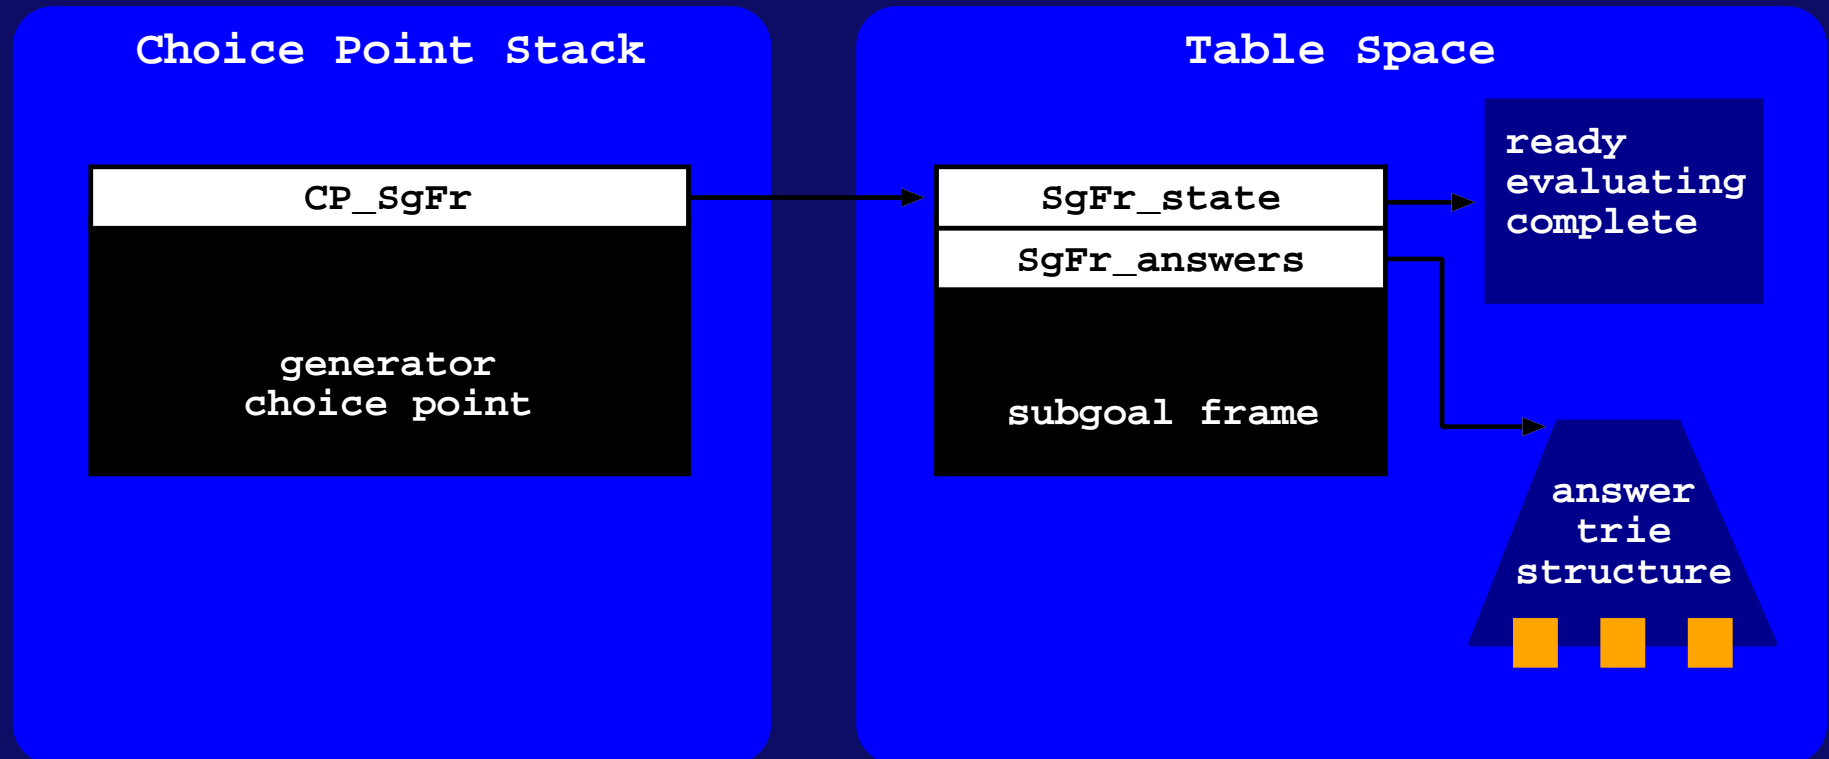 Choice Point Stack
CP_SgFr
generator
choice point
Table Space
SgFr_state
SgFr_answers
subgoal frame
ready
evaluating
complete
answer
trie
structure